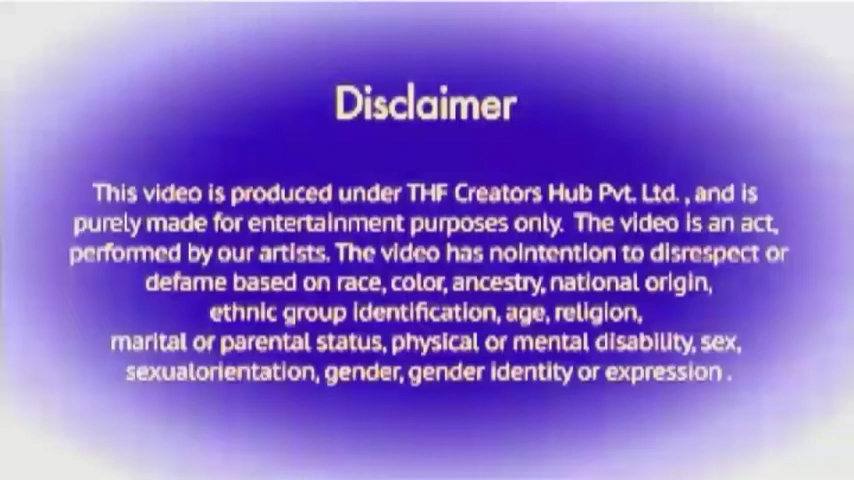 Disclaimer
This video is produced under THF Creators Hub Pvt. Ltd. , and is
purely made for entertainment purposes only. The video is an act,
performed by our artists. The video has nointention to disrespect or
defame based on race, color, ancestry, national origin,
ethnic group identification, age, religion,
marital or parental status, physical or mental disability, sex,
sexualorientation, gender, gender identity or expression .